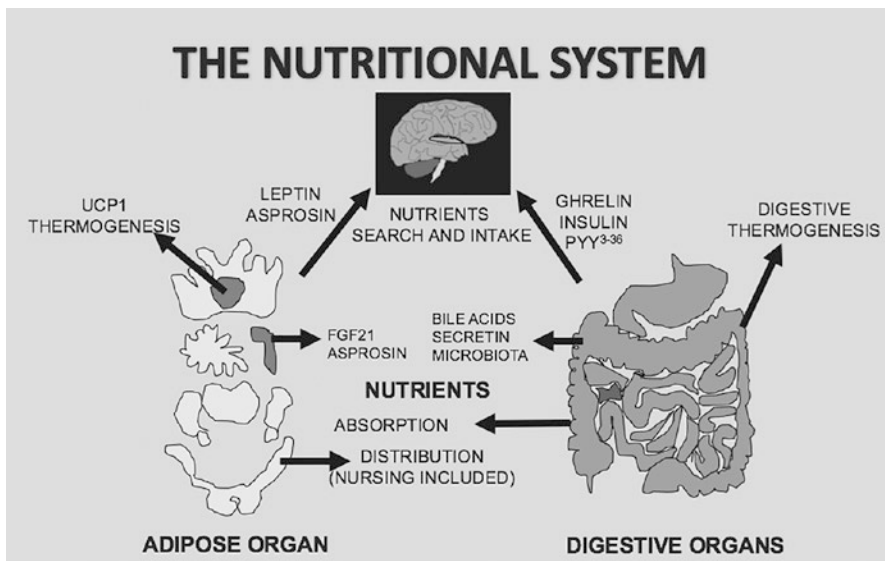 THE NUTRITIONAL SYSTEM
LEPTIN
ASPROSIN
NUTRIENTS
SEARCH AND INTAKE
GHRELIN
INSULIN
PYY³⁻³⁶
UCP1
THERMOGENESIS
DIGESTIVE
THERMOGENESIS
FGF21
ASPROSIN
BILE ACIDS
SECRETIN
MICROBIOTA
NUTRIENTS
ABSORPTION
DISTRIBUTION
(NURSING INCLUDED)
ADIPOSE ORGAN
DIGESTIVE ORGANS